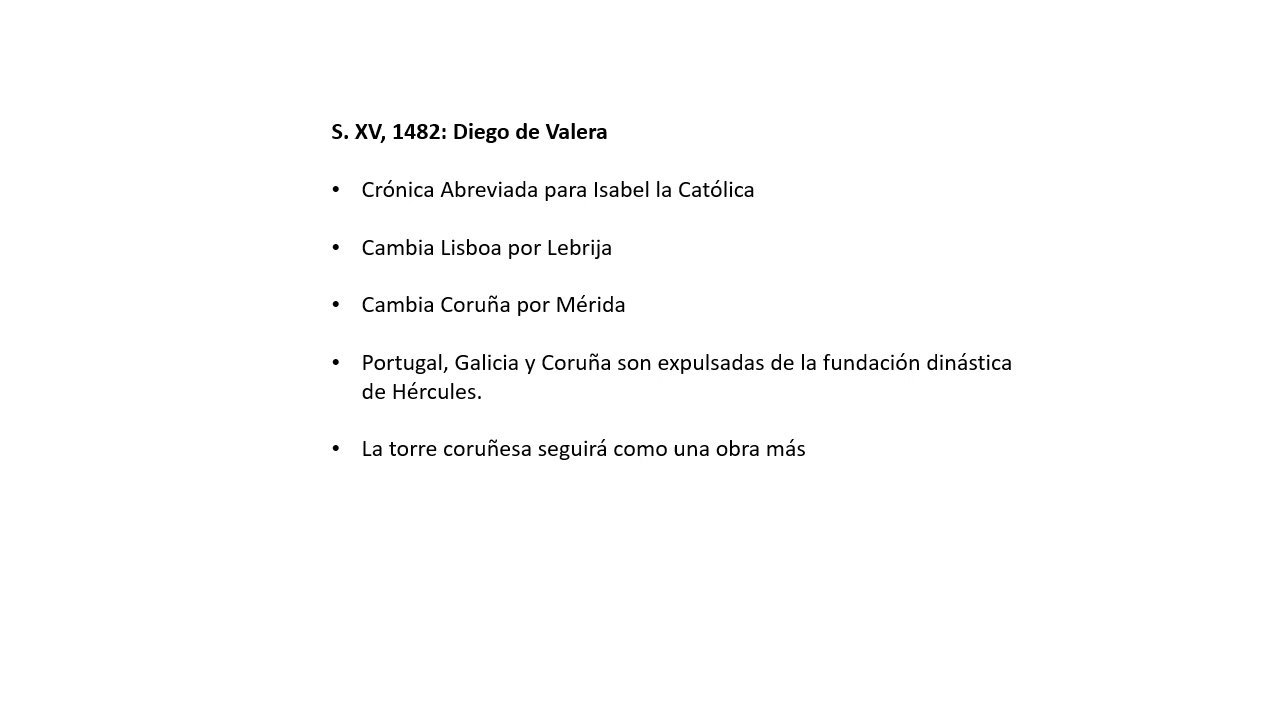 S. XV, 1482: Diego de Valera
• Crónica Abreviada para Isabel la Católica
• Cambia Lisboa por Lebrija
• Cambia Coruña por Mérida
• Portugal, Galicia y Coruña son expulsadas de la fundación dinástica
de Hércules.
• La torre coruñesa seguirá como una obra más